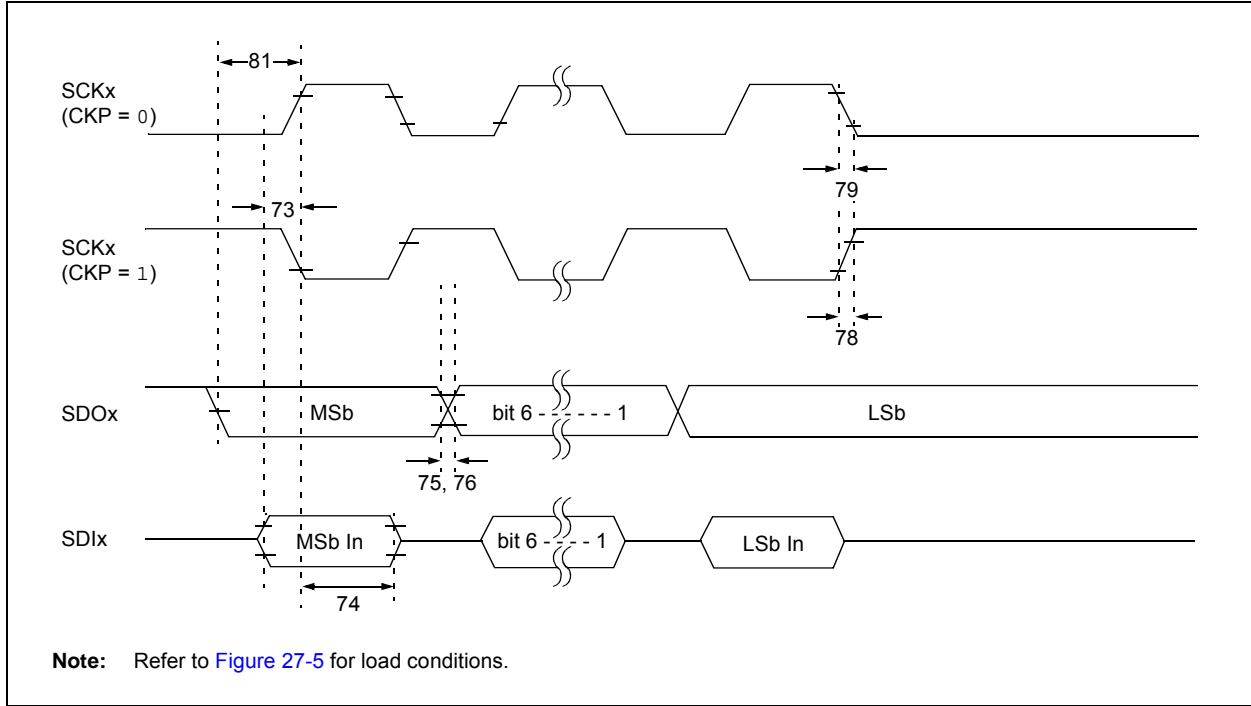 81
SCKx
(CKP = 0)
79
73
SCKx
(CKP = 1)
78
SDOx
MSb
bit 6 - - - - - - 1
LSb
75, 76
SDIx
MSb In
bit 6 - - - - - 1
LSb In
74
Note: Refer to Figure 27-5 for load conditions.